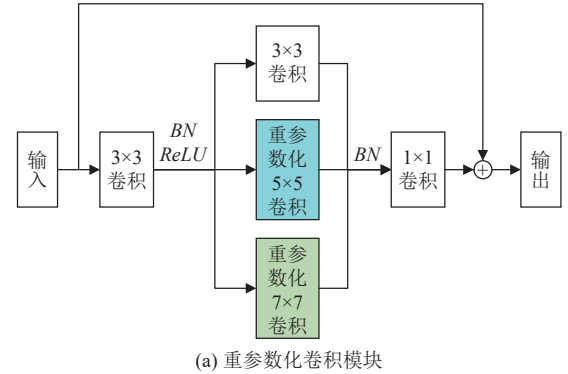 输
入
3×3
卷积
BN
ReLU
3×3
卷积
重参
数化
5×5
卷积
重参
数化
7×7
卷积
BN
1×1
卷积
+
输
出
(a) 重参数化卷积模块